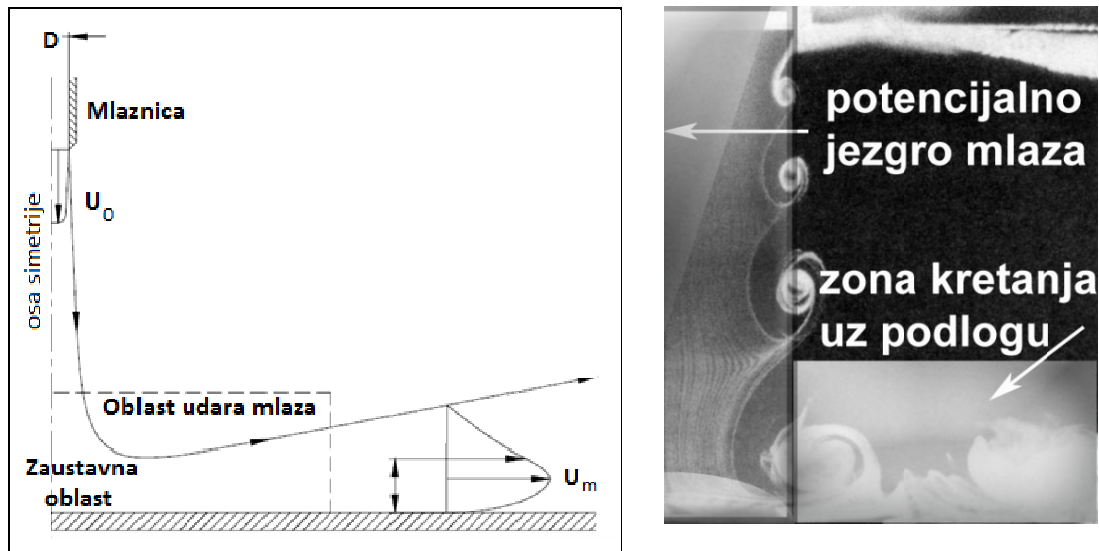 D
Mlaznica
U0
osa simetrije
Oblast udara mlaza
Zaustavna
oblast
Um
potencijalno
jezgro mlaza
zona kretanja
uz podlogu